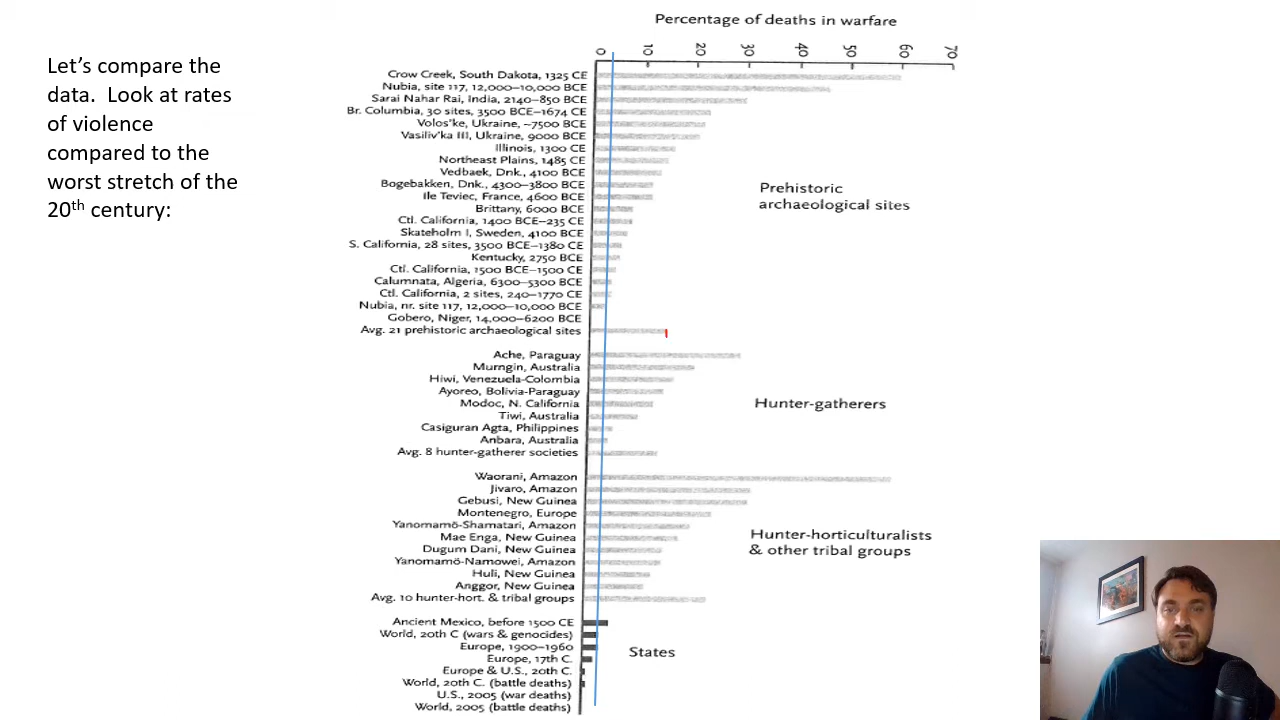 Let's compare the
data.  Look at rates
of violence
compared to the
worst stretch of the
20th century:
Percentage of deaths in warfare
0 10 20 30 40 50 60 70
Crow Creek, South Dakota, 1325 CE
Nubia, site 117, 12,000–10,000 BCE
Sarai Nahar Rai, India, 2140–850 BCE
Br. Columbia, 30 sites, 3500 BCE–1674 CE
Volos'ke, Ukraine, ~7500 BCE
Vasiliv'ka III, Ukraine, 9000 BCE
Illinois, 1300 CE
Northeast Plains, 1485 CE
Vedbaek, Dnk., 4100 BCE
Bogebakken, Dnk., 4300–3800 BCE
Ile Teviec, France, 4600 BCE
Brittany, 6000 BCE
Ctl. California, 1400 BCE–235 CE
Skateholm I, Sweden, 4100 BCE
S. California, 28 sites, 3500 BCE–1380 CE
Kentucky, 2750 BCE
Ctl. California, 1500 BCE–1500 CE
Calumnata, Algeria, 6300–5300 BCE
Ctl. California, 2 sites, 240–1770 CE
Nubia, nr. site 117, 12,000–10,000 BCE
Gobero, Niger, 14,000–6200 BCE
Avg. 21 prehistoric archaeological sites
Prehistoric
archaeological sites
Ache, Paraguay
Murngin, Australia
Hiwi, Venezuela-Colombia
Ayoreo, Bolivia-Paraguay
Modoc, N. California
Tiwi, Australia
Casiguran Agta, Philippines
Anbara, Australia
Avg. 8 hunter-gatherer societies
Hunter-gatherers
Waorani, Amazon
Jivaro, Amazon
Gebusi, New Guinea
Montenegro, Europe
Yanomamö-Shamatari, Amazon
Mae Enga, New Guinea
Dugum Dani, New Guinea
Yanomamö-Namowei, Amazon
Huli, New Guinea
Anggor, New Guinea
Avg. 10 hunter-hort. & tribal groups
Hunter-horticulturalists
& other tribal groups
Ancient Mexico, before 1500 CE
World, 20th C (wars & genocides)
Europe, 1900–1960
Europe, 17th C.
Europe & U.S., 20th C.
World, 20th C. (battle deaths)
U.S., 2005 (war deaths)
World, 2005 (battle deaths)
States